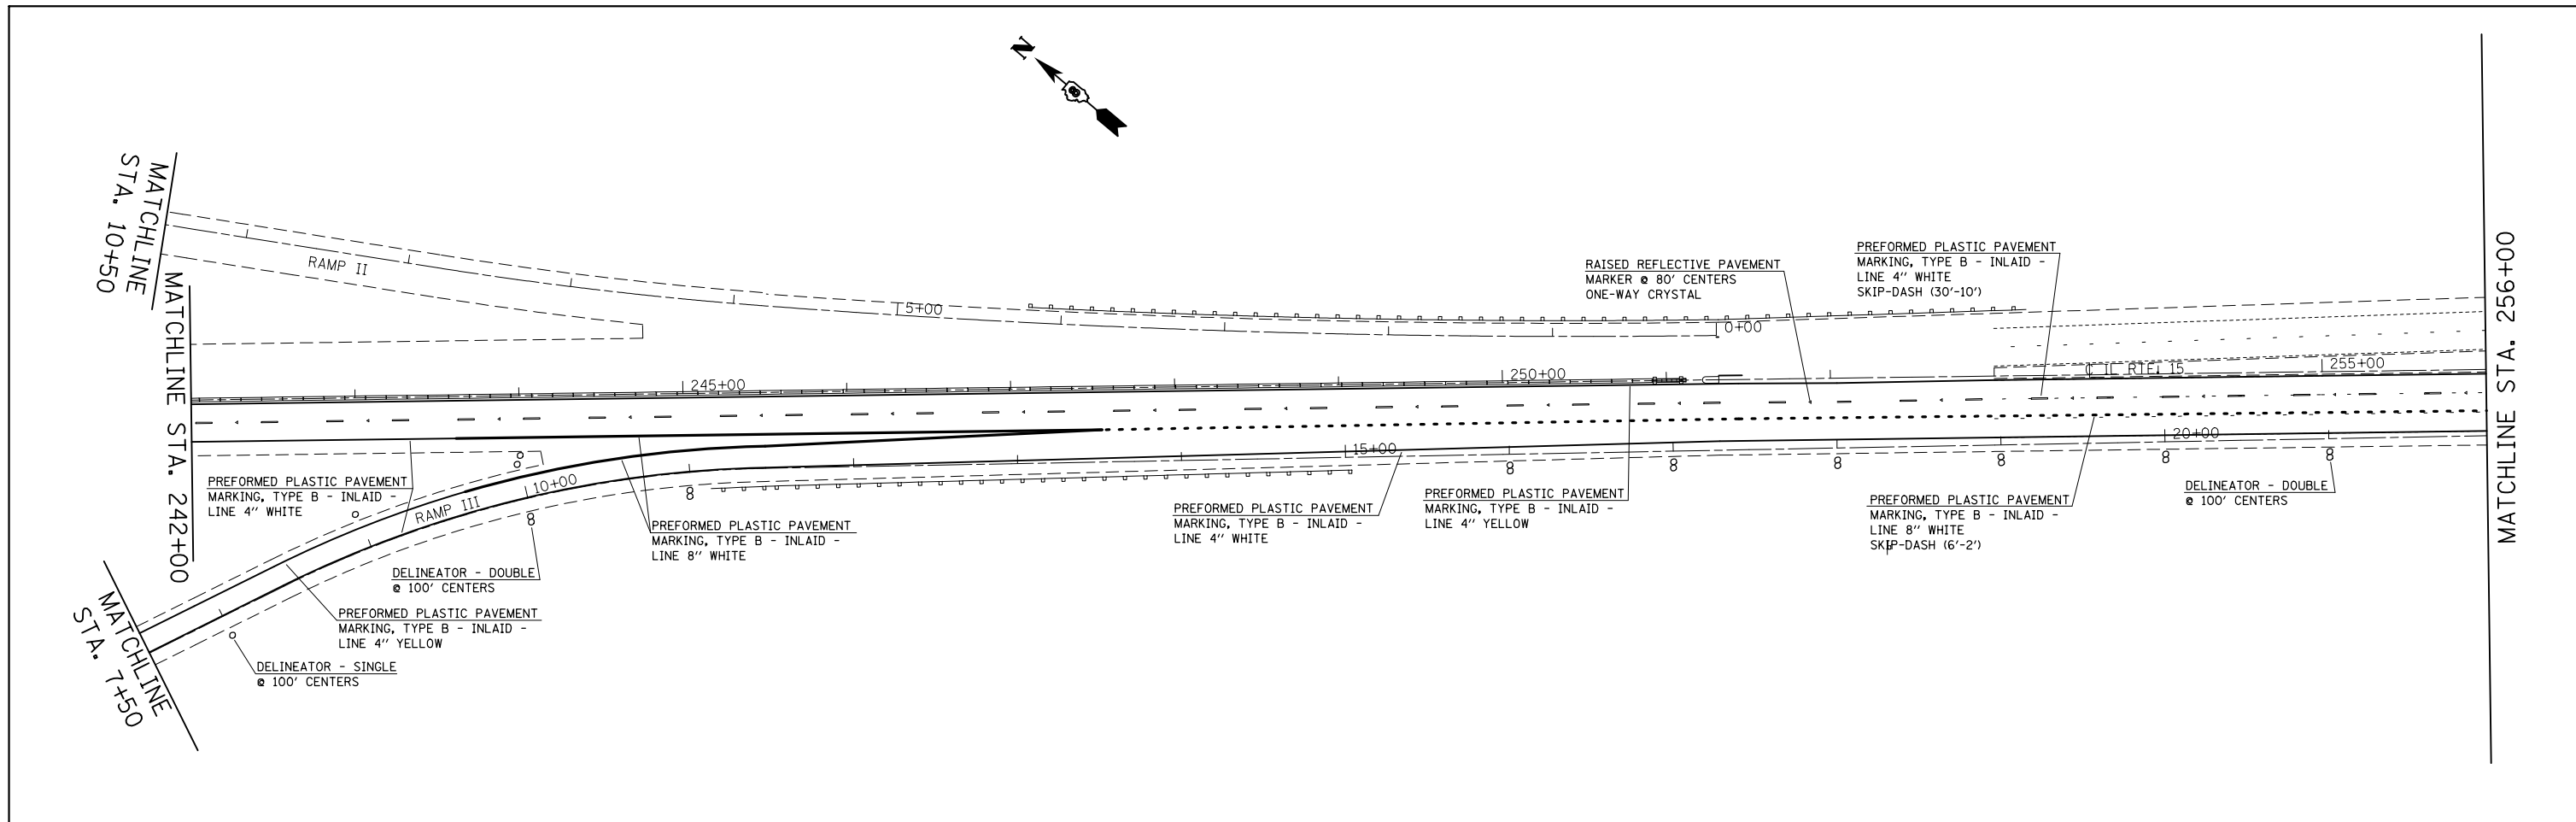 N
MATCHLINE
STA. 10+50
RAMP II
5+00
0+00
RAISED REFLECTIVE PAVEMENT
MARKER @ 80' CENTERS
ONE-WAY CRYSTAL
PREFORMED PLASTIC PAVEMENT
MARKING, TYPE B - INLAID -
LINE 4" WHITE
SKIP-DASH (30'-10')
MATCHLINE STA. 242+00
245+00
250+00
IL RTE. 15
255+00
MATCHLINE STA. 256+00
PREFORMED PLASTIC PAVEMENT
MARKING, TYPE B - INLAID -
LINE 4" WHITE
RAMP III
10+00
15+00
20+00
PREFORMED PLASTIC PAVEMENT
MARKING, TYPE B - INLAID -
LINE 8" WHITE
PREFORMED PLASTIC PAVEMENT
MARKING, TYPE B - INLAID -
LINE 4" WHITE
PREFORMED PLASTIC PAVEMENT
MARKING, TYPE B - INLAID -
LINE 4" YELLOW
PREFORMED PLASTIC PAVEMENT
MARKING, TYPE B - INLAID -
LINE 8" WHITE
SKIP-DASH (6'-2')
DELINEATOR - DOUBLE
@ 100' CENTERS
DELINEATOR - DOUBLE
@ 100' CENTERS
PREFORMED PLASTIC PAVEMENT
MARKING, TYPE B - INLAID -
LINE 4" YELLOW
DELINEATOR - SINGLE
@ 100' CENTERS
MATCHLINE
STA. 7+50